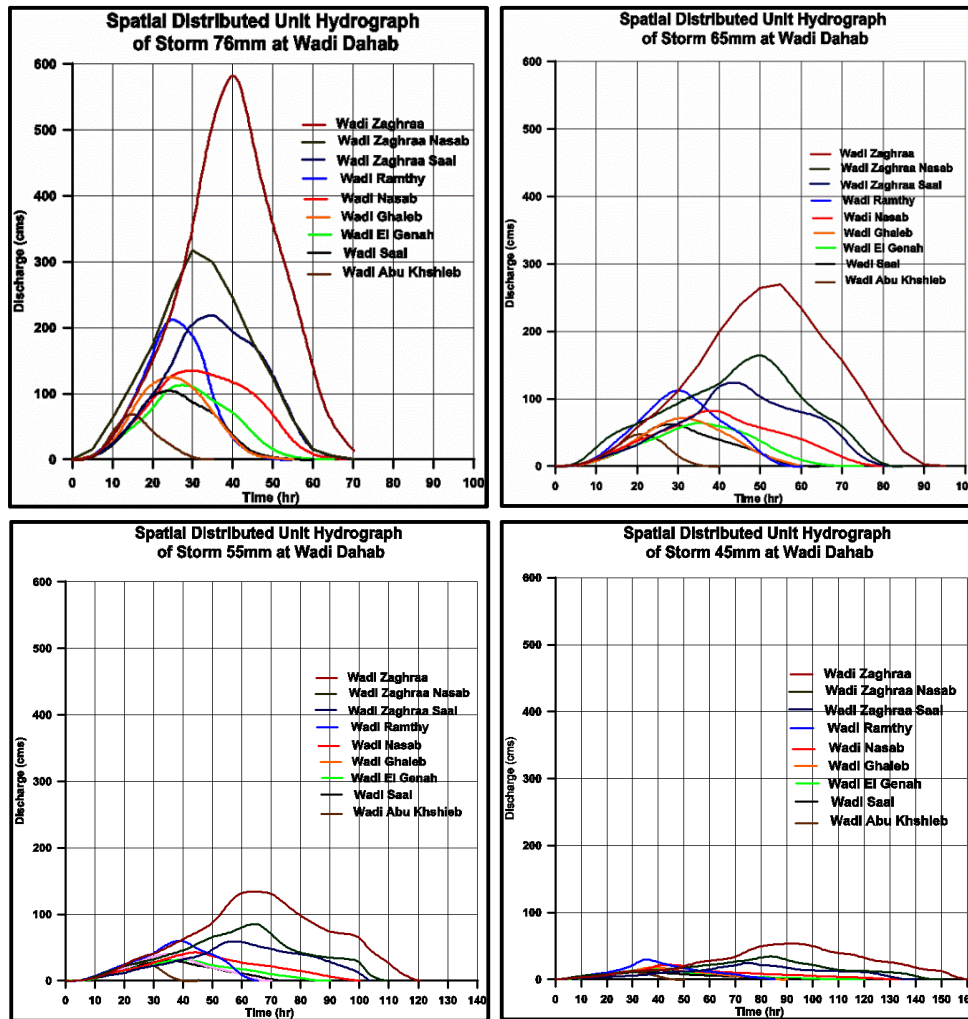 Spatial Distributed Unit Hydrograph
of Storm 76mm at Wadi Dahab
600
500
400
300
200
100
0
Discharge (cms)
Wadi Zaghraa
Wadi Zaghraa Nasab
Wadi Zaghraa Saal
Wadi Ramthy
Wadi Nasab
Wadi Ghaleb
Wadi El Genah
Wadi Saal
Wadi Abu Khshieb
0 10 20 30 40 50 60 70 80 90 100
Time (hr)
Spatial Distributed Unit Hydrograph
of Storm 65mm at Wadi Dahab
600
500
400
300
200
100
0
Discharge (cms)
Wadi Zaghraa
Wadi Zaghraa Nasab
Wadi Zaghraa Saal
Wadi Ramthy
Wadi Nasab
Wadi Ghaleb
Wadi El Genah
Wadi Saal
Wadi Abu Khshieb
0 10 20 30 40 50 60 70 80 90 100
Time (hr)
Spatial Distributed Unit Hydrograph
of Storm 55mm at Wadi Dahab
600
500
400
300
200
100
0
Discharge (cms)
Wadi Zaghraa
Wadi Zaghraa Nasab
Wadi Zaghraa Saal
Wadi Ramthy
Wadi Nasab
Wadi Ghaleb
Wadi El Genah
Wadi Saal
Wadi Abu Khshieb
0 10 20 30 40 50 60 70 80 90 100 110 120 130 140
Time (hr)
Spatial Distributed Unit Hydrograph
of Storm 45mm at Wadi Dahab
600
500
400
300
200
100
0
Discharge (cms)
Wadi Zaghraa
Wadi Zaghraa Nasab
Wadi Zaghraa Saal
Wadi Ramthy
Wadi Nasab
Wadi Ghaleb
Wadi El Genah
Wadi Saal
Wadi Abu Khshieb
0 10 20 30 40 50 60 70 80 90 100 110 120 130 140 150 160
Time (hr)